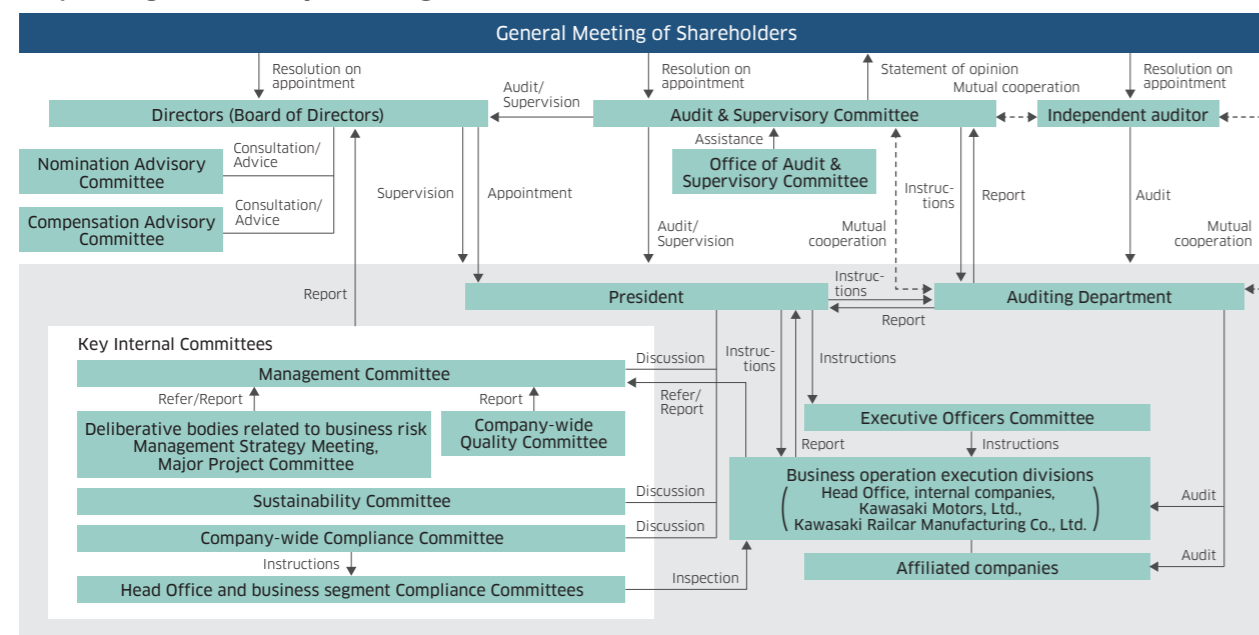 General Meeting of Shareholders
Resolution on
appointment
Audit/
Supervision
Resolution on
appointment
Statement of opinion
Mutual cooperation
Resolution on
appointment
Directors (Board of Directors)
Audit & Supervisory Committee
Independent auditor
Nomination Advisory
Committee
Consultation/
Advice
Compensation Advisory
Committee
Consultation/
Advice
Supervision
Appointment
Assistance
Office of Audit &
Supervisory Committee
Audit/
Supervision
Mutual
cooperation
Instruc-
tions
Report
Audit
Mutual
cooperation
Report
President
Instruc-
tions
Report
Auditing Department
Key Internal Committees
Management Committee
Discussion
Refer/
Report
Instruc-
tions
Instructions
Report
Refer/Report
Report
Deliberative bodies related to business risk
Management Strategy Meeting,
Major Project Committee
Company-wide
Quality Committee
Executive Officers Committee
Instructions
Business operation execution divisions
(Head Office, internal companies,
Kawasaki Motors, Ltd.,
Kawasaki Railcar Manufacturing Co., Ltd.)
Audit
Sustainability Committee
Discussion
Company-wide Compliance Committee
Discussion
Instructions
Head Office and business segment Compliance Committees
Inspection
Affiliated companies
Audit